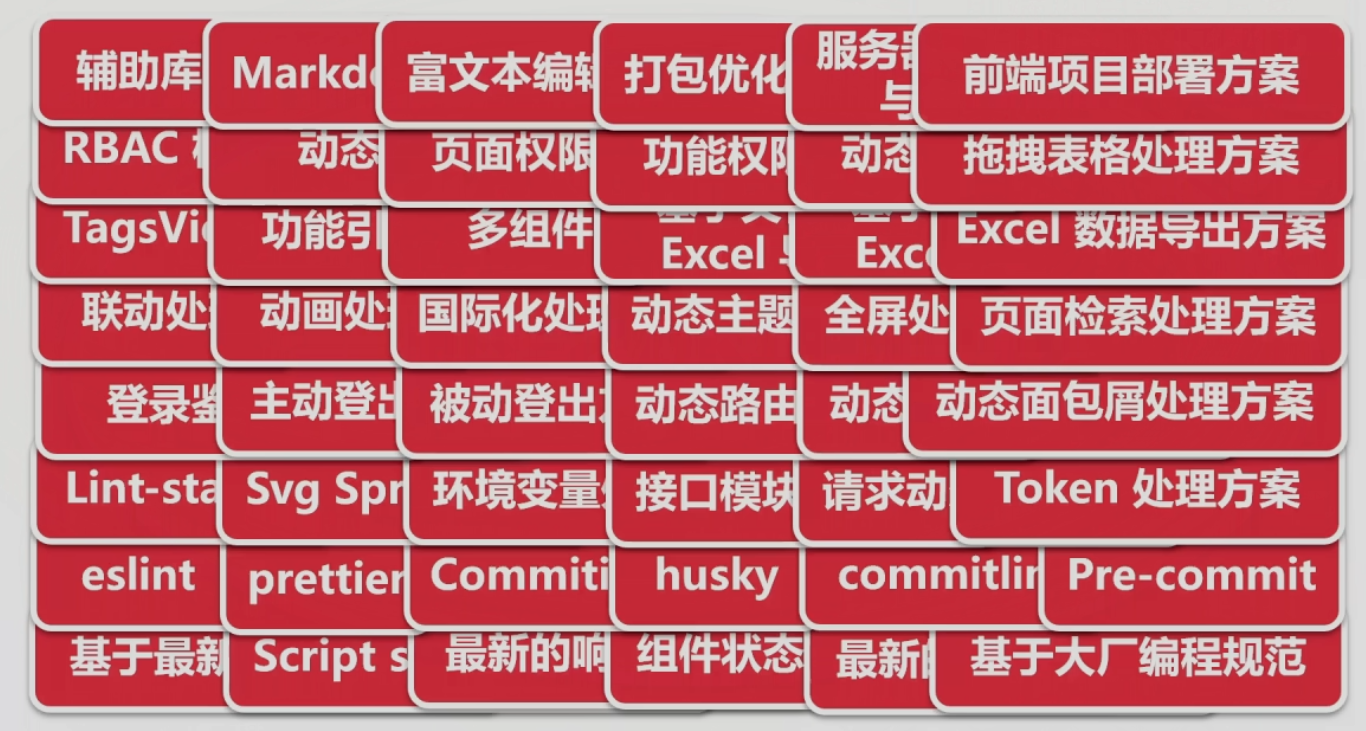 辅助库
Markdo
富文本编辑
打包优化
服务器
与
前端项目部署方案
RBAC
动态
页面权限
功能权限
动态
拖拽表格处理方案
TagsVie
功能引
多组件
Excel
Exce
Excel 数据导出方案
联动处理
动画处理
国际化处理
动态主题
全屏处
页面检索处理方案
登录鉴
主动登出
被动登出
动态路由
动态
动态面包屑处理方案
Lint-sta
Svg Spr
环境变量
接口模块
请求动
Token 处理方案
eslint
prettier
Commiti
husky
commitlin
Pre-commit
基于最新
Script s
最新的响
组件状态
最新的
基于大厂编程规范